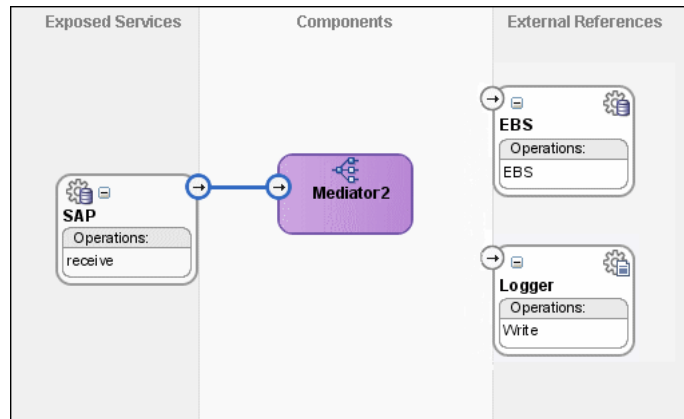 Exposed Services
Components
External References
SAP
Operations:
receive
Mediator2
EBS
Operations:
EBS
Logger
Operations:
Write